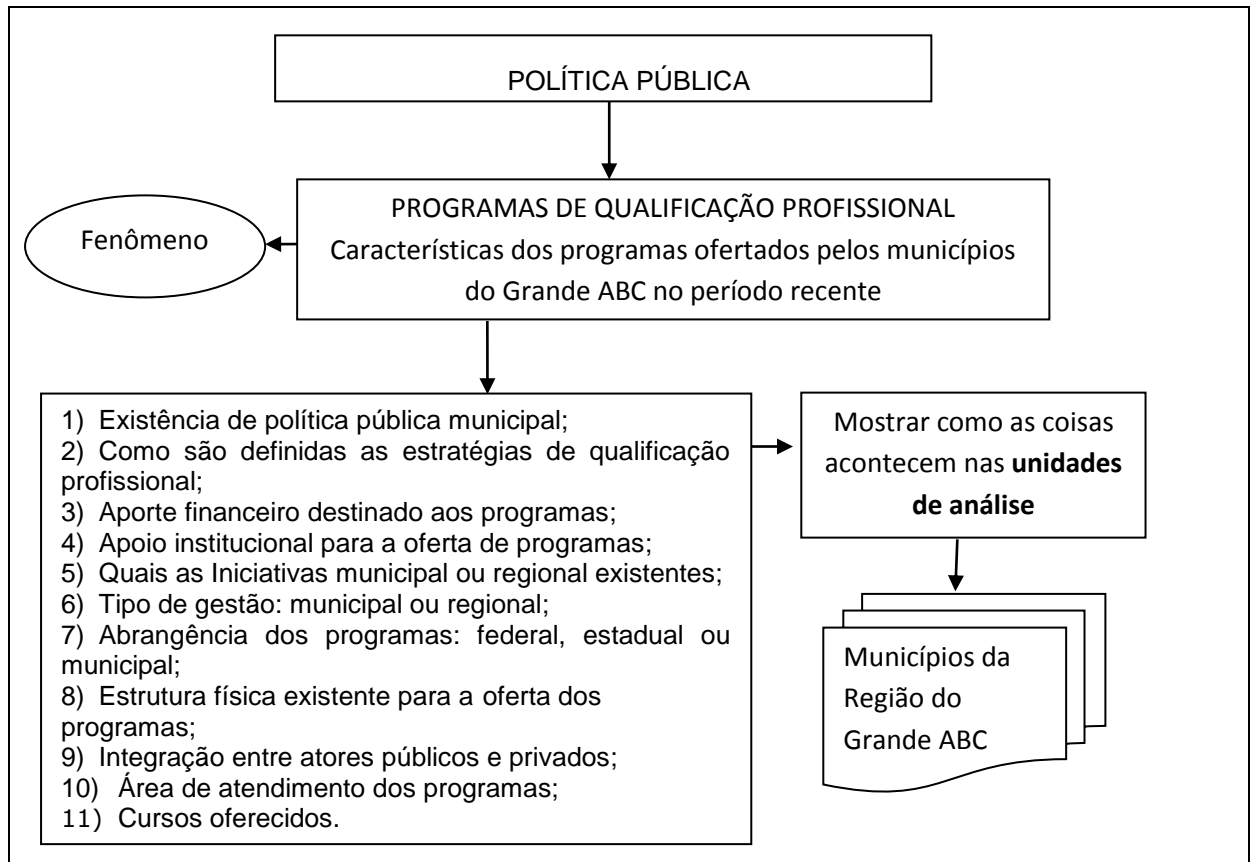 POLÍTICA PÚBLICA
Fenômeno
PROGRAMAS DE QUALIFICAÇÃO PROFISSIONAL
Características dos programas ofertados pelos municípios
do Grande ABC no período recente
1) Existência de política pública municipal;
2) Como são definidas as estratégias de qualificação
profissional;
3) Aporte financeiro destinado aos programas;
4) Apoio institucional para a oferta de programas;
5) Quais as Iniciativas municipal ou regional existentes;
6) Tipo de gestão: municipal ou regional;
7) Abrangência dos programas: federal, estadual ou
municipal;
8) Estrutura física existente para a oferta dos
programas;
9) Integração entre atores públicos e privados;
10) Área de atendimento dos programas;
11) Cursos oferecidos.
Mostrar como as coisas
acontecem nas unidades
de análise
Municípios da
Região do
Grande ABC